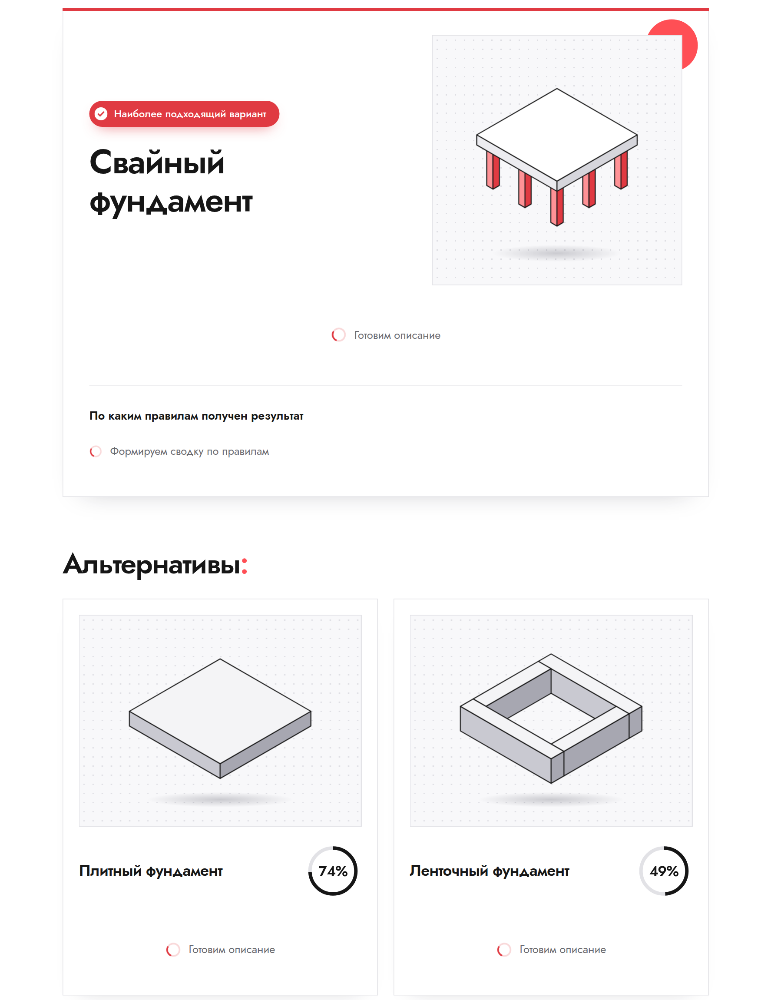 Наиболее подходящий вариант
Свайный
фундамент
Готовим описание
По каким правилам получен результат
Формируем сводку по правилам
Альтернативы:
Плитный фундамент
74%
Ленточный фундамент
49%
Готовим описание
Готовим описание